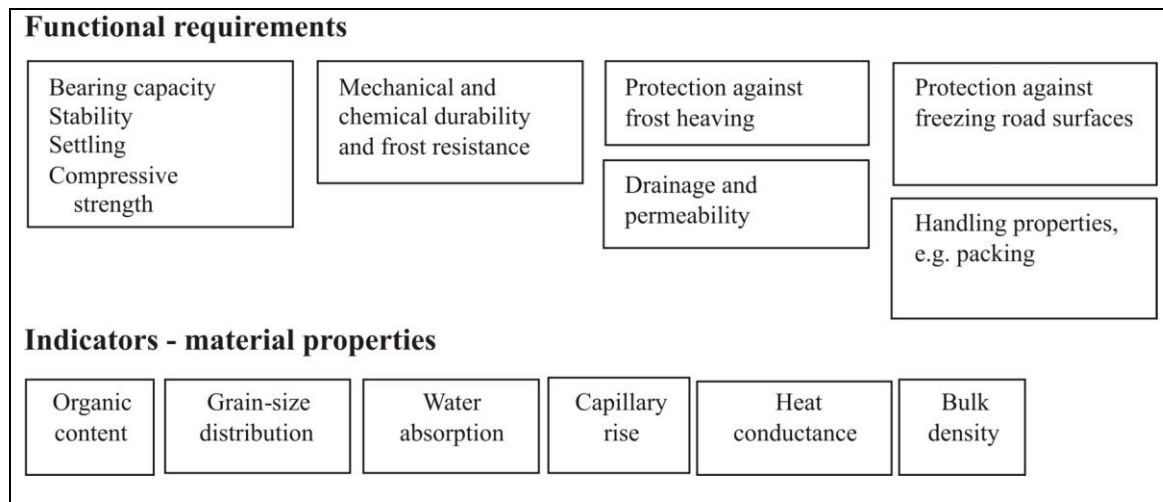 Functional requirements
Bearing capacity
Stability
Settling
Compressive
strength
Mechanical and
chemical durability
and frost resistance
Protection against
frost heaving
Drainage and
permeability
Protection against
freezing road surfaces
Handling properties,
e.g. packing
Indicators - material properties
Organic
content
Grain-size
distribution
Water
absorption
Capillary
rise
Heat
conductance
Bulk
density